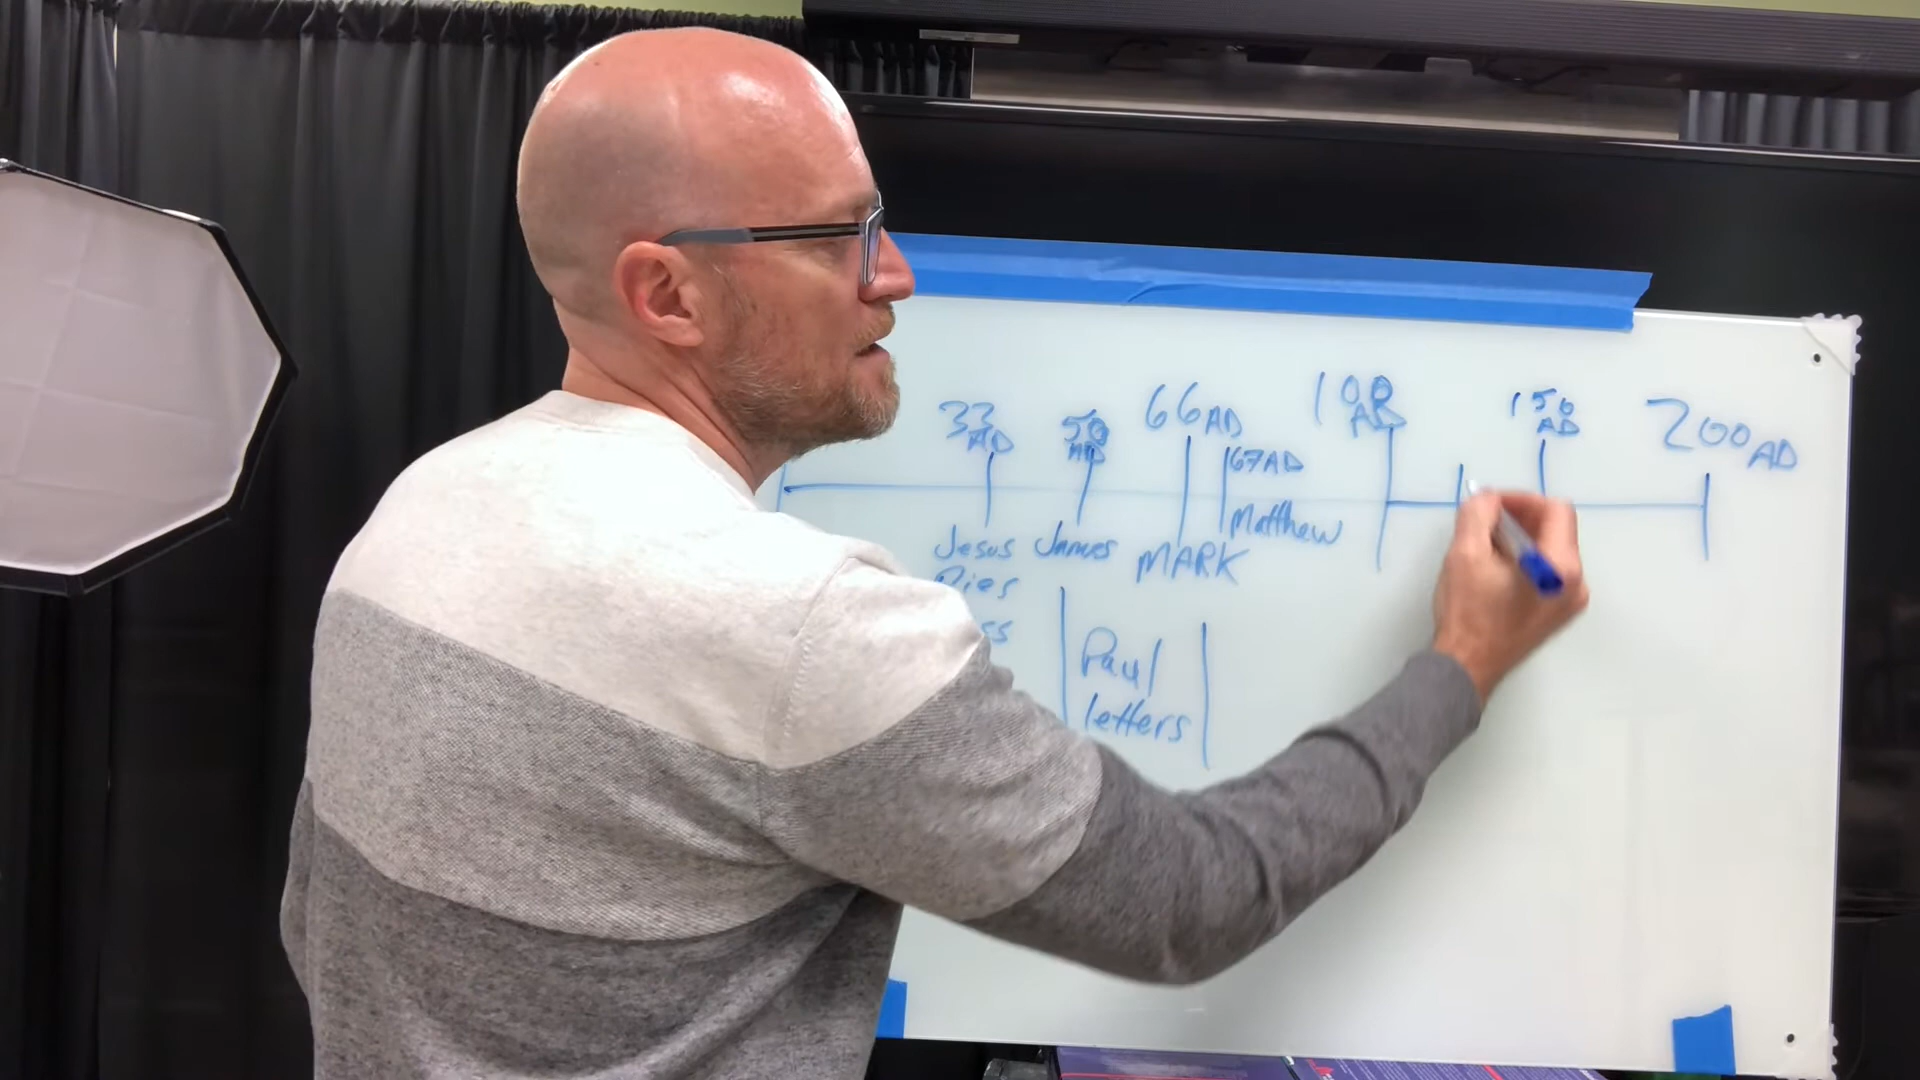 33 AD
50 AD
66 AD
67 AD
100 AD
150 AD
200 AD
Jesus
Dies
James
MARK
Matthew
Paul
letters